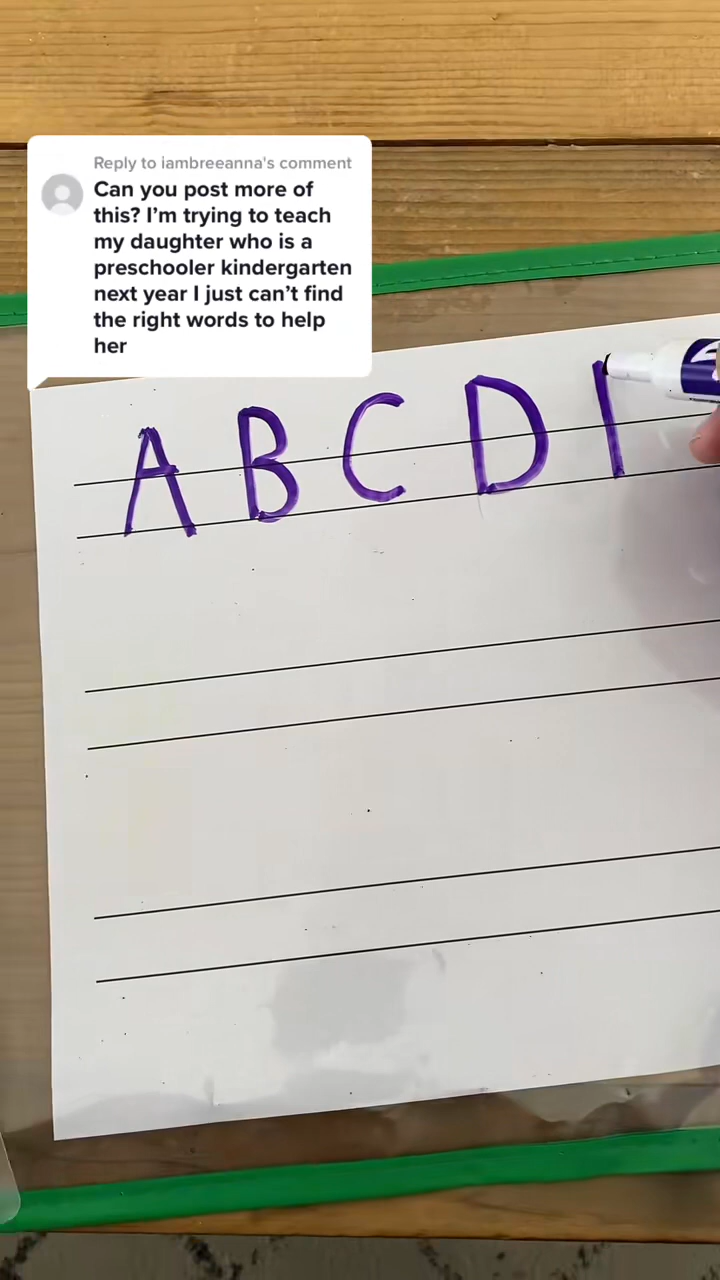 Reply to iambreeanna's comment
Can you post more of
this? I’m trying to teach
my daughter who is a
preschooler kindergarten
next year I just can’t find
the right words to help
her
A B C D I